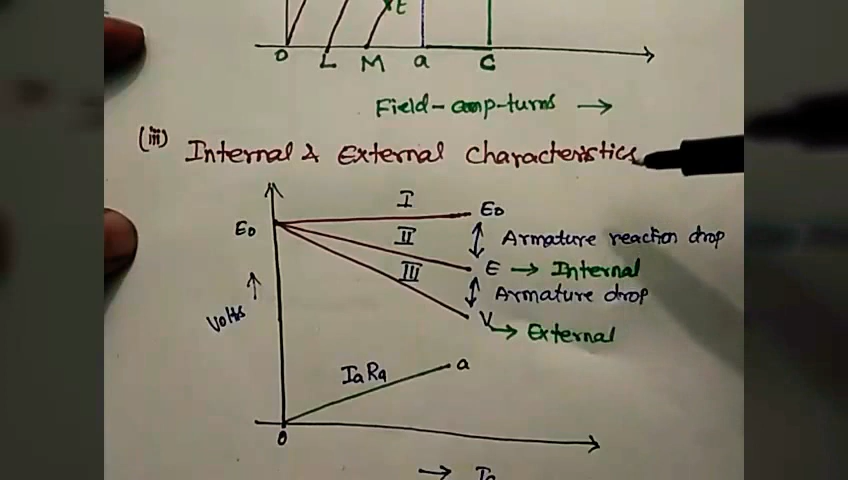 E
O L M a C
Field-amp-turns →
(iii) Internal & External Characteristics
I E₀
E₀ II Armature reaction drop
III E → Internal
Armature drop
Volts V → External
IaRa a
O
→ Ia